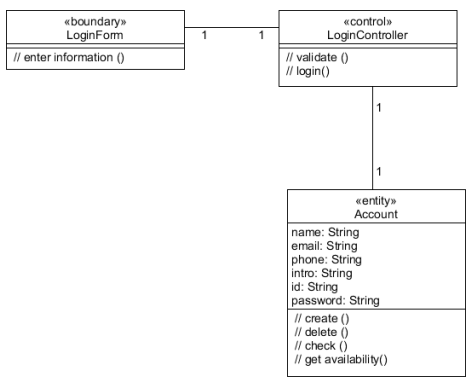 «boundary»
LoginForm
// enter information ()
1
1
«control»
LoginController
// validate ()
// login()
1
1
«entity»
Account
name: String
email: String
phone: String
intro: String
id: String
password: String
// create ()
// delete ()
// check ()
// get availability()